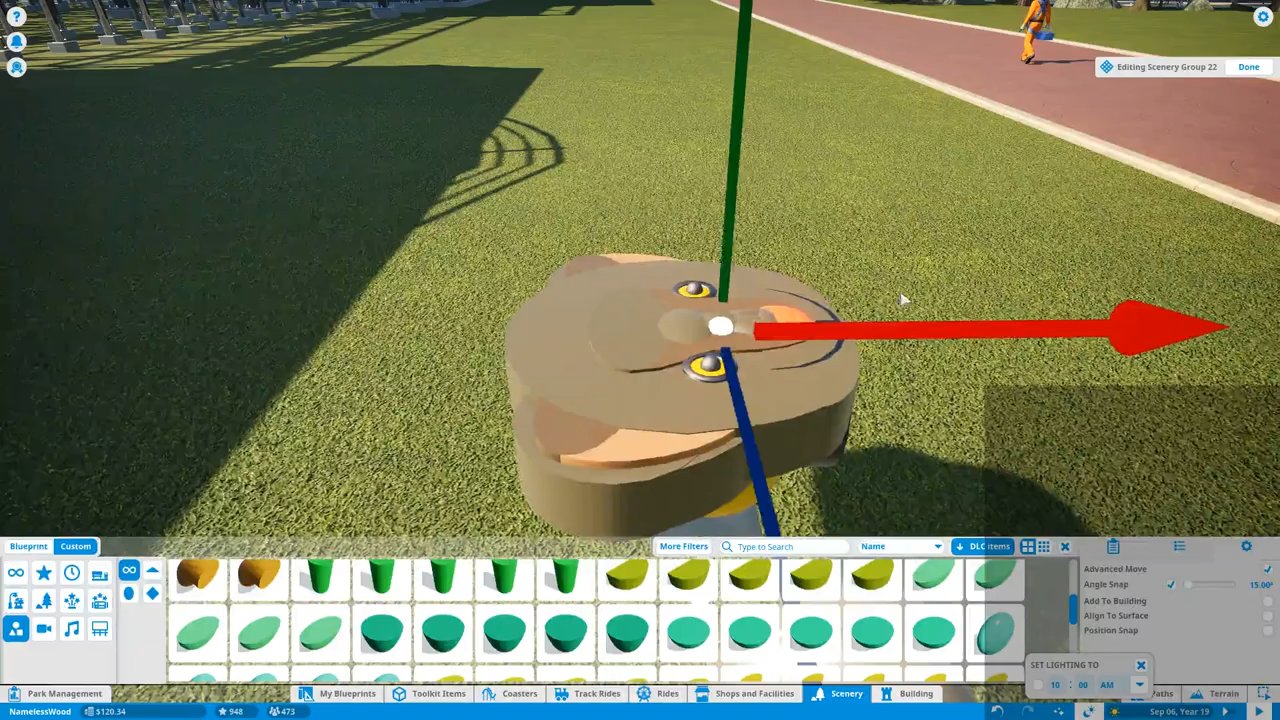 ?
Editing Scenery Group 22 Done
Blueprint Custom More Filters Type to Search Name DLC items
Advanced Move
Angle Snap 15.00°
Add To Building
Align To Surface
Position Snap
SET LIGHTING TO
10 : 00 AM
Park Management My Blueprints Toolkit Items Coasters Track Rides Rides Shops and Facilities Scenery Building Paths Terrain
NamelessWood $120.34 948 473 Sep 06, Year 19